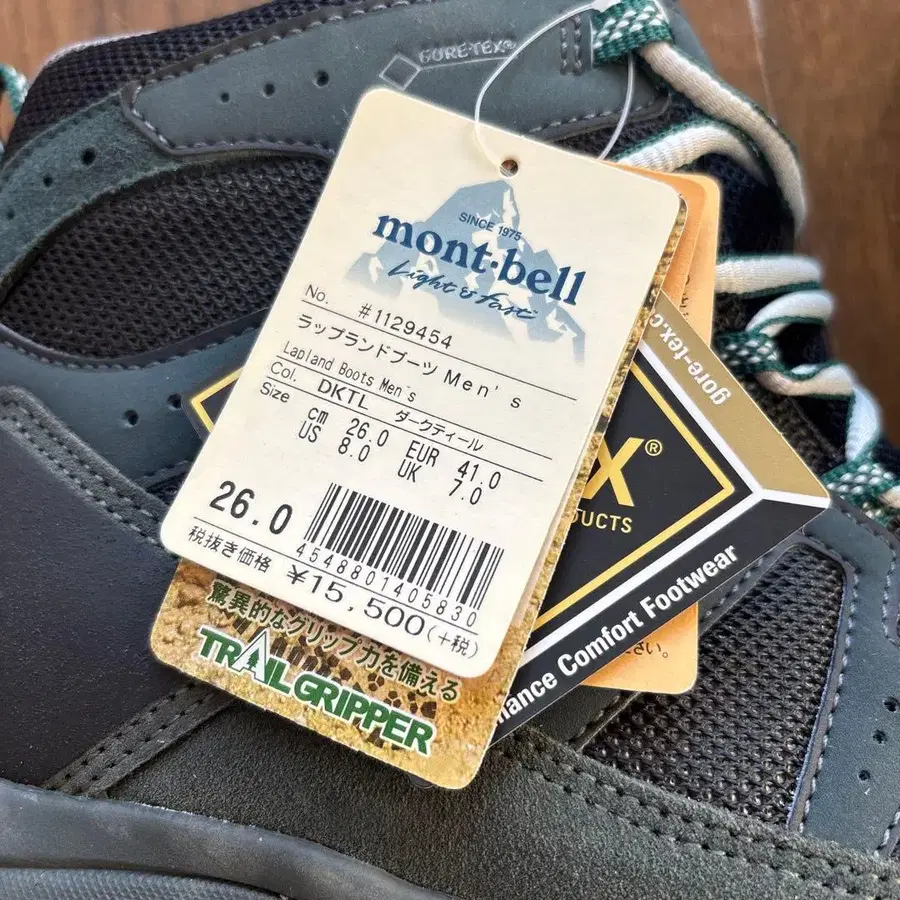 GORE-TEX®
SINCE 1975
mont-bell
Light & Fast
No. #1129454
ラップランドブーツ Men's
Lapland Boots Men's
Col. DKTL ダークティール
Size cm 26.0 EUR 41.0
US 8.0 UK 7.0
26.0
4548801405830
税抜き価格 ¥15,500(+税)
驚異的なグリップ力を備える
TRAIL GRIPPER
gore-tex.c
X®
DUCTS
mance Comfort Footwear
ださい。